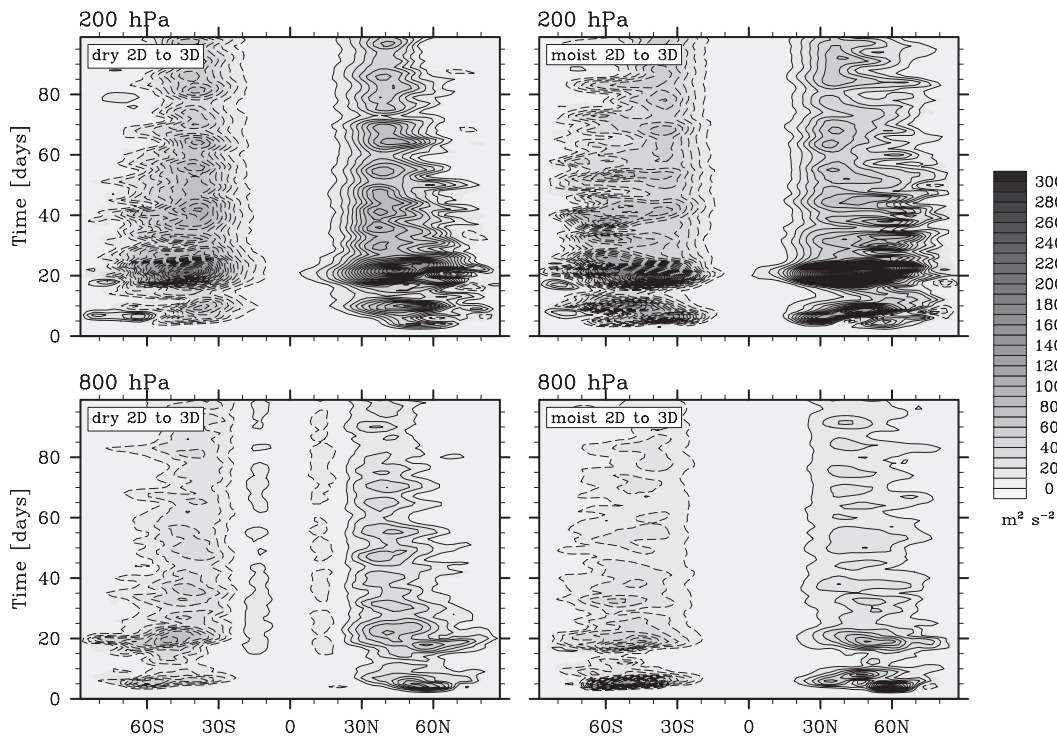 200 hPa
200 hPa
dry 2D to 3D
moist 2D to 3D
80
60
40
20
0
Time [days]
300
280
260
240
220
200
180
160
140
120
100
80
60
40
20
0
m² s⁻²
800 hPa
800 hPa
dry 2D to 3D
moist 2D to 3D
80
60
40
20
0
Time [days]
60S 30S 0 30N 60N
60S 30S 0 30N 60N